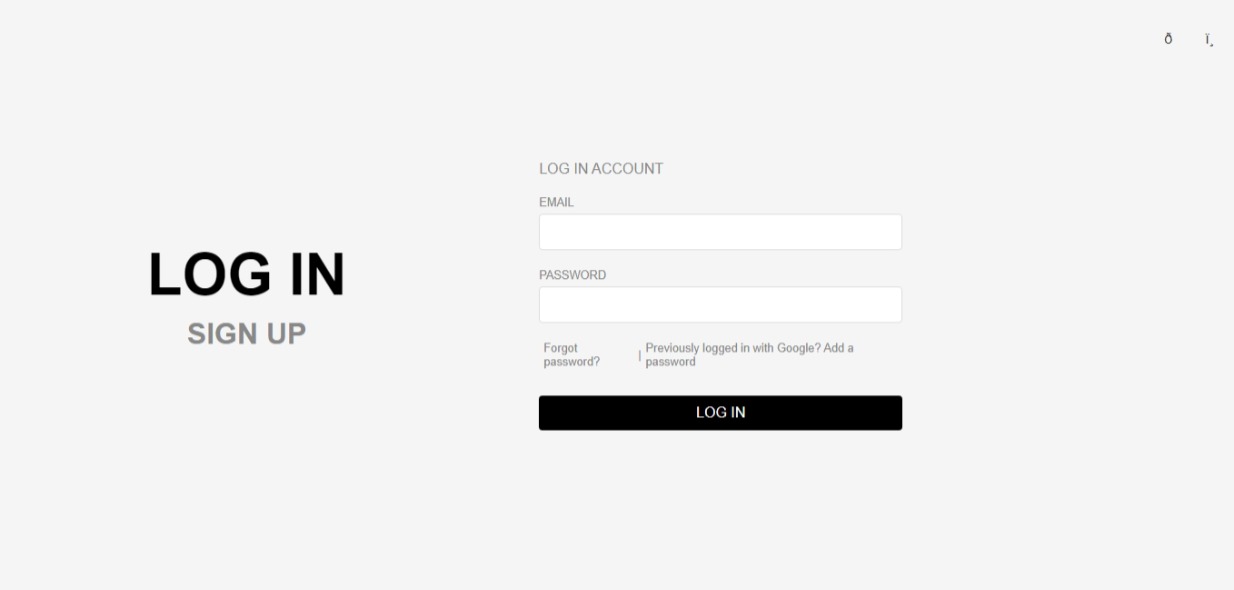 ð ï¸
LOG IN ACCOUNT
EMAIL
LOG IN
SIGN UP
PASSWORD
Forgot password? | Previously logged in with Google? Add a password
LOG IN